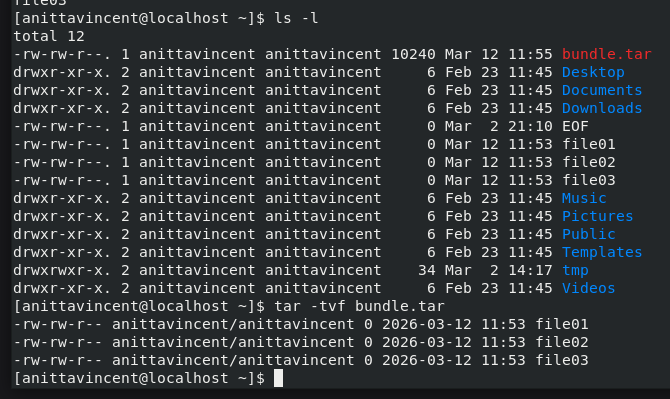 file03
[anittavincent@localhost ~]$ ls -l
total 12
-rw-rw-r--. 1 anittavincent anittavincent 10240 Mar 12 11:55 bundle.tar
drwxr-xr-x. 2 anittavincent anittavincent     6 Feb 23 11:45 Desktop
drwxr-xr-x. 2 anittavincent anittavincent     6 Feb 23 11:45 Documents
drwxr-xr-x. 2 anittavincent anittavincent     6 Feb 23 11:45 Downloads
-rw-rw-r--. 1 anittavincent anittavincent     0 Mar  2 21:10 EOF
-rw-rw-r--. 1 anittavincent anittavincent     0 Mar 12 11:53 file01
-rw-rw-r--. 1 anittavincent anittavincent     0 Mar 12 11:53 file02
-rw-rw-r--. 1 anittavincent anittavincent     0 Mar 12 11:53 file03
drwxr-xr-x. 2 anittavincent anittavincent     6 Feb 23 11:45 Music
drwxr-xr-x. 2 anittavincent anittavincent     6 Feb 23 11:45 Pictures
drwxr-xr-x. 2 anittavincent anittavincent     6 Feb 23 11:45 Public
drwxr-xr-x. 2 anittavincent anittavincent     6 Feb 23 11:45 Templates
drwxrwxr-x. 2 anittavincent anittavincent    34 Mar  2 14:17 tmp
drwxr-xr-x. 2 anittavincent anittavincent     6 Feb 23 11:45 Videos
[anittavincent@localhost ~]$ tar -tvf bundle.tar
-rw-rw-r-- anittavincent/anittavincent 0 2026-03-12 11:53 file01
-rw-rw-r-- anittavincent/anittavincent 0 2026-03-12 11:53 file02
-rw-rw-r-- anittavincent/anittavincent 0 2026-03-12 11:53 file03
[anittavincent@localhost ~]$